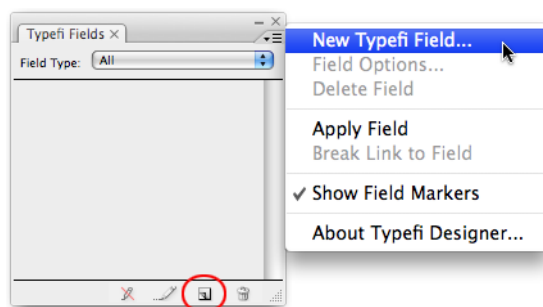 Typefi Fields ×
Field Type: All
New Typefi Field...
Field Options...
Delete Field
Apply Field
Break Link to Field
✓ Show Field Markers
About Typefi Designer...